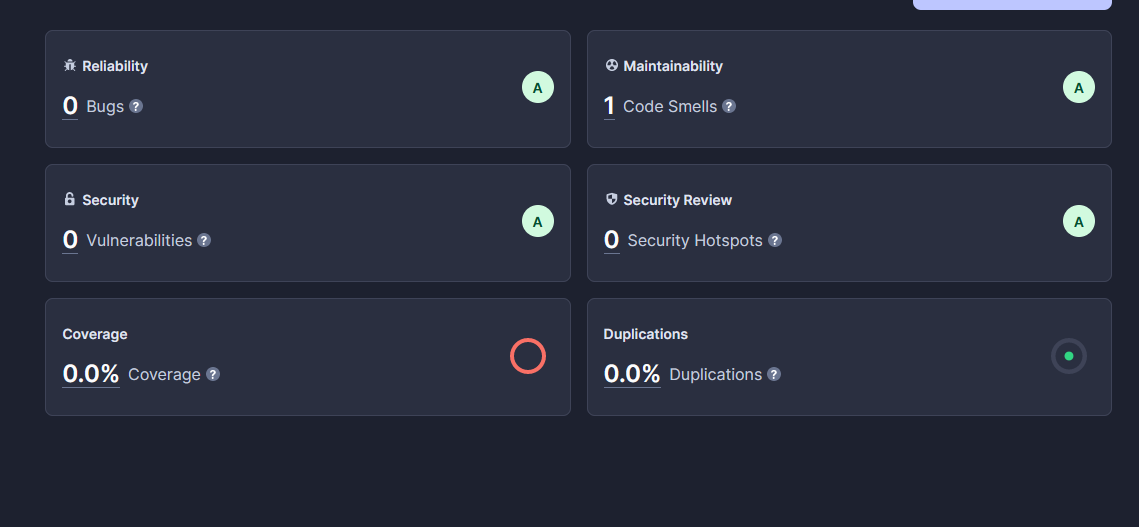 Reliability
0 Bugs ?
A
Maintainability
1 Code Smells ?
A
Security
0 Vulnerabilities ?
A
Security Review
0 Security Hotspots ?
A
Coverage
0.0% Coverage ?
Duplications
0.0% Duplications ?